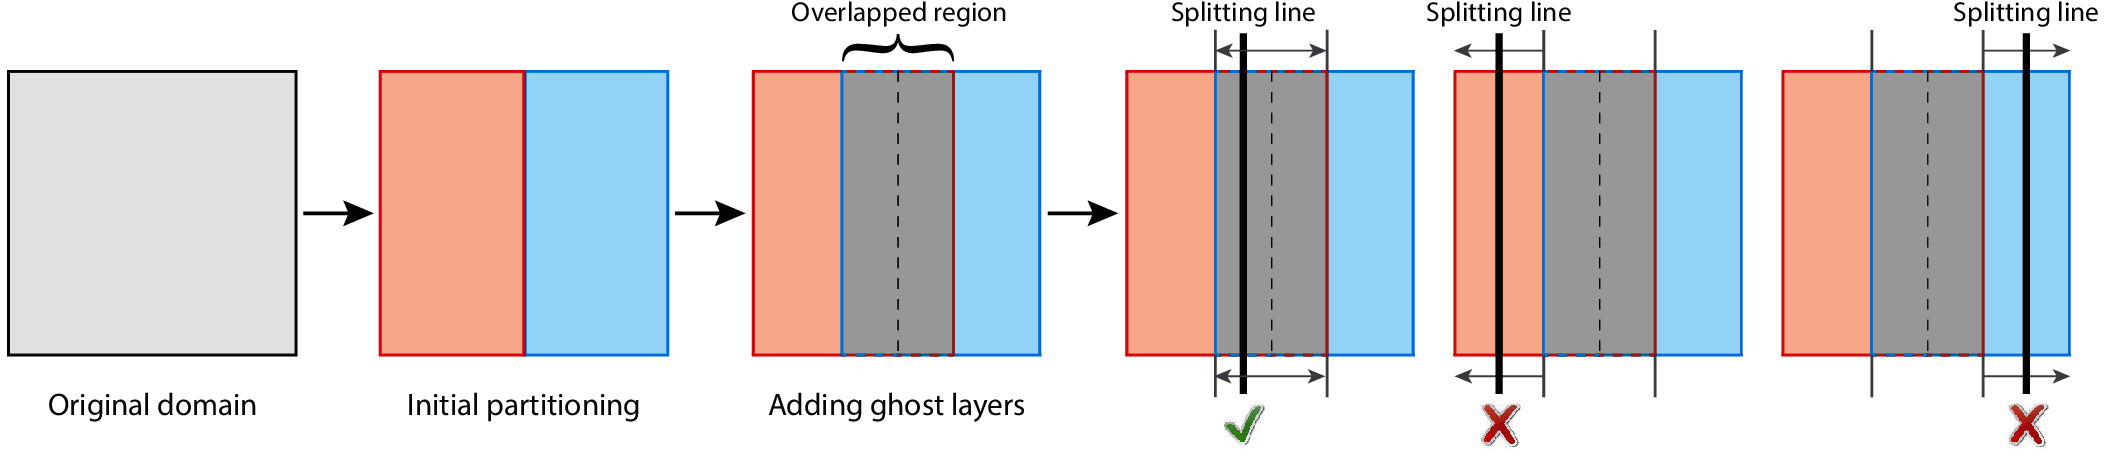 Overlapped region
Splitting line
Splitting line
Splitting line
Original domain
Initial partitioning
Adding ghost layers